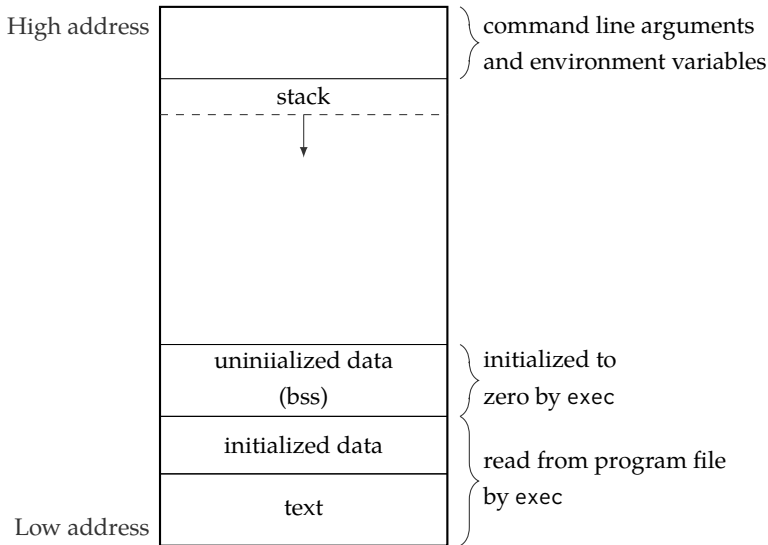 High address
command line arguments
and environment variables
stack
uniniialized data
(bss)
initialized to
zero by exec
initialized data
read from program file
by exec
text
Low address